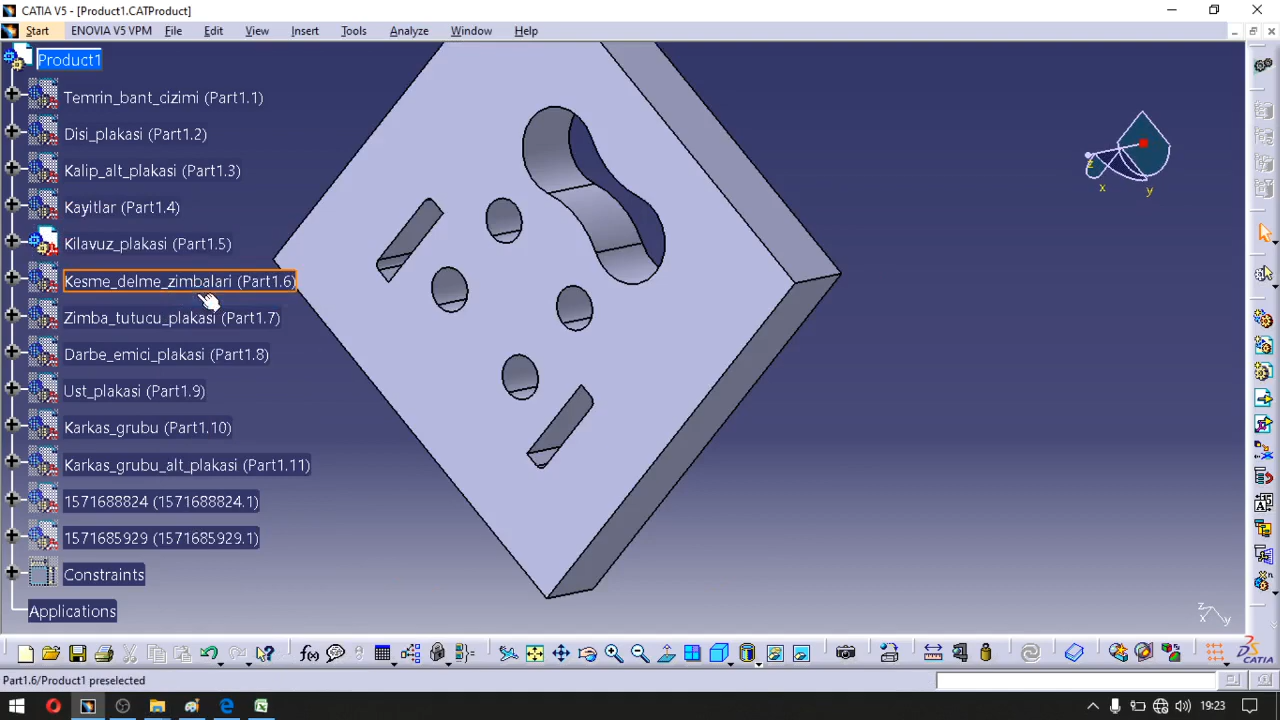 CATIA V5 - [Product1.CATProduct]
Start
ENOVIA V5 VPM
File
Edit
View
Insert
Tools
Analyze
Window
Help
Product1
Temrin_bant_cizimi (Part1.1)
Disi_plakasi (Part1.2)
Kalip_alt_plakasi (Part1.3)
Kayitlar (Part1.4)
Kilavuz_plakasi (Part1.5)
Kesme_delme_zimbalari (Part1.6)
Zimba_tutucu_plakasi (Part1.7)
Darbe_emici_plakasi (Part1.8)
Ust_plakasi (Part1.9)
Karkas_grubu (Part1.10)
Karkas_grubu_alt_plakasi (Part1.11)
1571688824 (1571688824.1)
1571685929 (1571685929.1)
Constraints
Applications
z
x
y
z
x
y
f(x)
CATIA
Part1.6/Product1 preselected
19:23